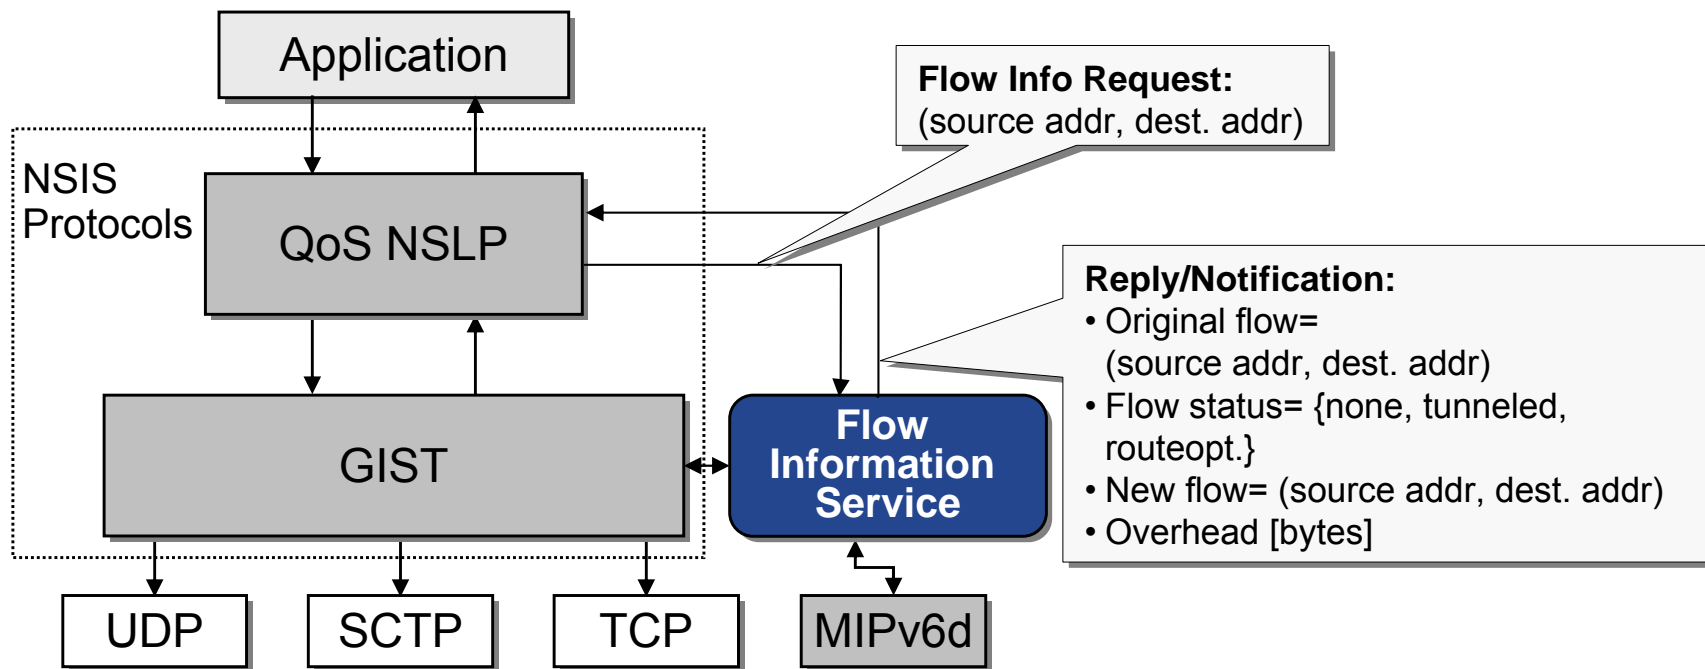 Application
Flow Info Request:
(source addr, dest. addr)
NSIS
Protocols
QoS NSLP
Reply/Notification:
• Original flow=
(source addr, dest. addr)
• Flow status= {none, tunneled,
routeopt.}
• New flow= (source addr, dest. addr)
• Overhead [bytes]
GIST
Flow
Information
Service
UDP
SCTP
TCP
MIPv6d